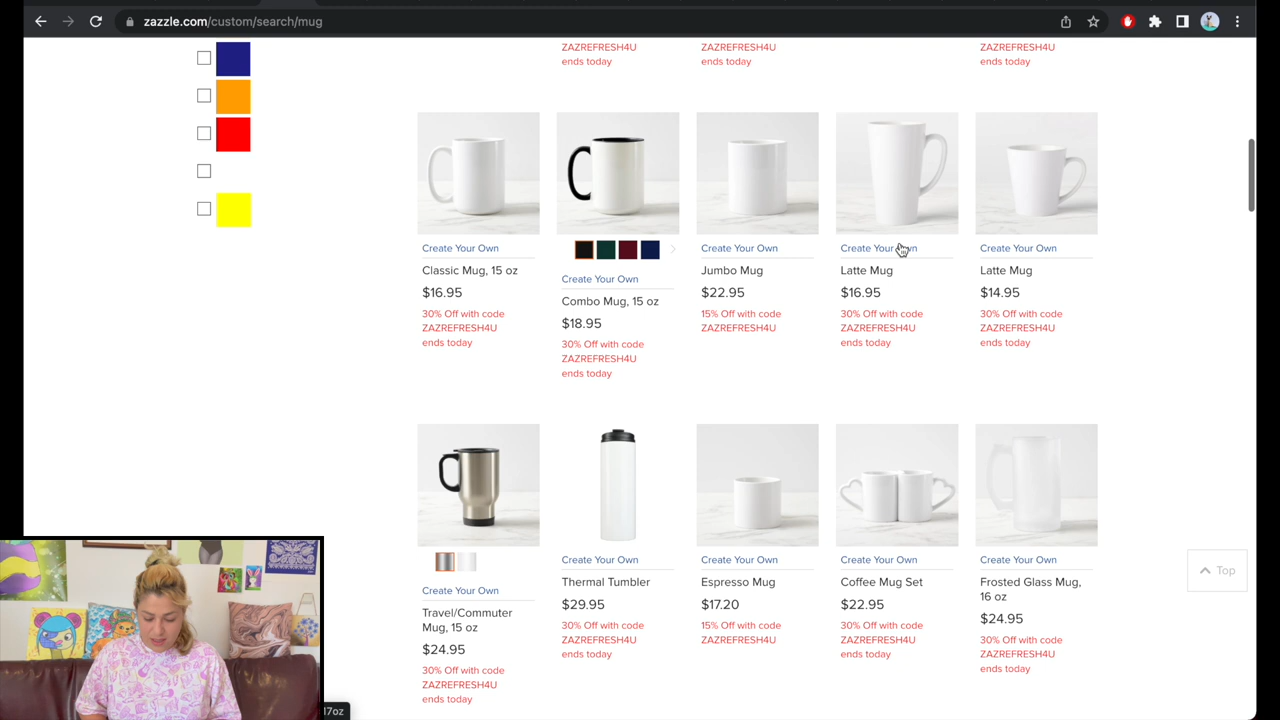 zazzle.com/custom/search/mug
ZAZREFRESH4U
ends today
ZAZREFRESH4U
ends today
ZAZREFRESH4U
ends today
Create Your Own
Classic Mug, 15 oz
$16.95
30% Off with code
ZAZREFRESH4U
ends today
Create Your Own
Combo Mug, 15 oz
$18.95
30% Off with code
ZAZREFRESH4U
ends today
Create Your Own
Jumbo Mug
$22.95
15% Off with code
ZAZREFRESH4U
Create Your Own
Latte Mug
$16.95
30% Off with code
ZAZREFRESH4U
ends today
Create Your Own
Latte Mug
$14.95
30% Off with code
ZAZREFRESH4U
ends today
Create Your Own
Travel/Commuter
Mug, 15 oz
$24.95
30% Off with code
ZAZREFRESH4U
ends today
Create Your Own
Thermal Tumbler
$29.95
30% Off with code
ZAZREFRESH4U
ends today
Create Your Own
Espresso Mug
$17.20
15% Off with code
ZAZREFRESH4U
Create Your Own
Coffee Mug Set
$22.95
30% Off with code
ZAZREFRESH4U
ends today
Create Your Own
Frosted Glass Mug,
16 oz
$24.95
30% Off with code
ZAZREFRESH4U
ends today
Top
17oz